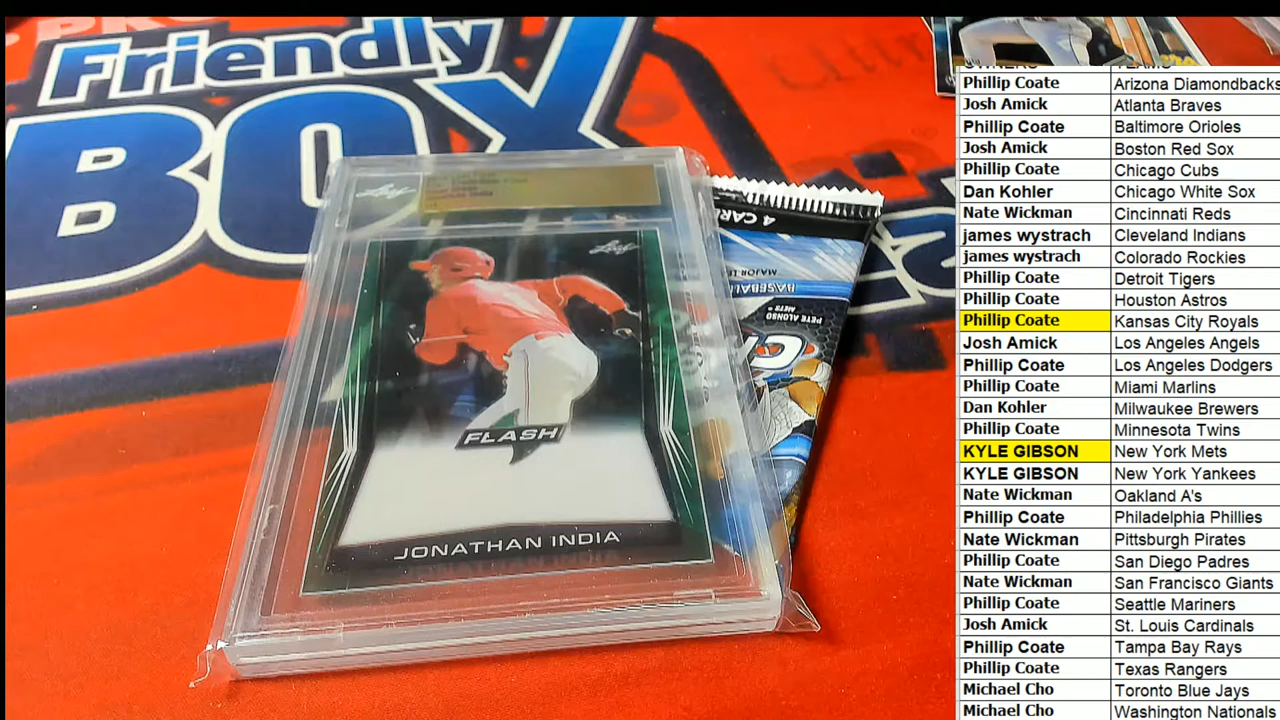 Friendly
BOX
Leaf
4 CAR
MAJOR LE
BASEBALL
PETE ALONSO
METS
Leaf
FLASH
JONATHAN INDIA
OWNERS TEAMS
Phillip Coate Arizona Diamondbacks
Josh Amick Atlanta Braves
Phillip Coate Baltimore Orioles
Josh Amick Boston Red Sox
Phillip Coate Chicago Cubs
Dan Kohler Chicago White Sox
Nate Wickman Cincinnati Reds
james wystrach Cleveland Indians
james wystrach Colorado Rockies
Phillip Coate Detroit Tigers
Phillip Coate Houston Astros
Phillip Coate Kansas City Royals
Josh Amick Los Angeles Angels
Phillip Coate Los Angeles Dodgers
Phillip Coate Miami Marlins
Dan Kohler Milwaukee Brewers
Phillip Coate Minnesota Twins
KYLE GIBSON New York Mets
KYLE GIBSON New York Yankees
Nate Wickman Oakland A's
Phillip Coate Philadelphia Phillies
Nate Wickman Pittsburgh Pirates
Phillip Coate San Diego Padres
Nate Wickman San Francisco Giants
Phillip Coate Seattle Mariners
Josh Amick St. Louis Cardinals
Phillip Coate Tampa Bay Rays
Phillip Coate Texas Rangers
Michael Cho Toronto Blue Jays
Michael Cho Washington Nationals